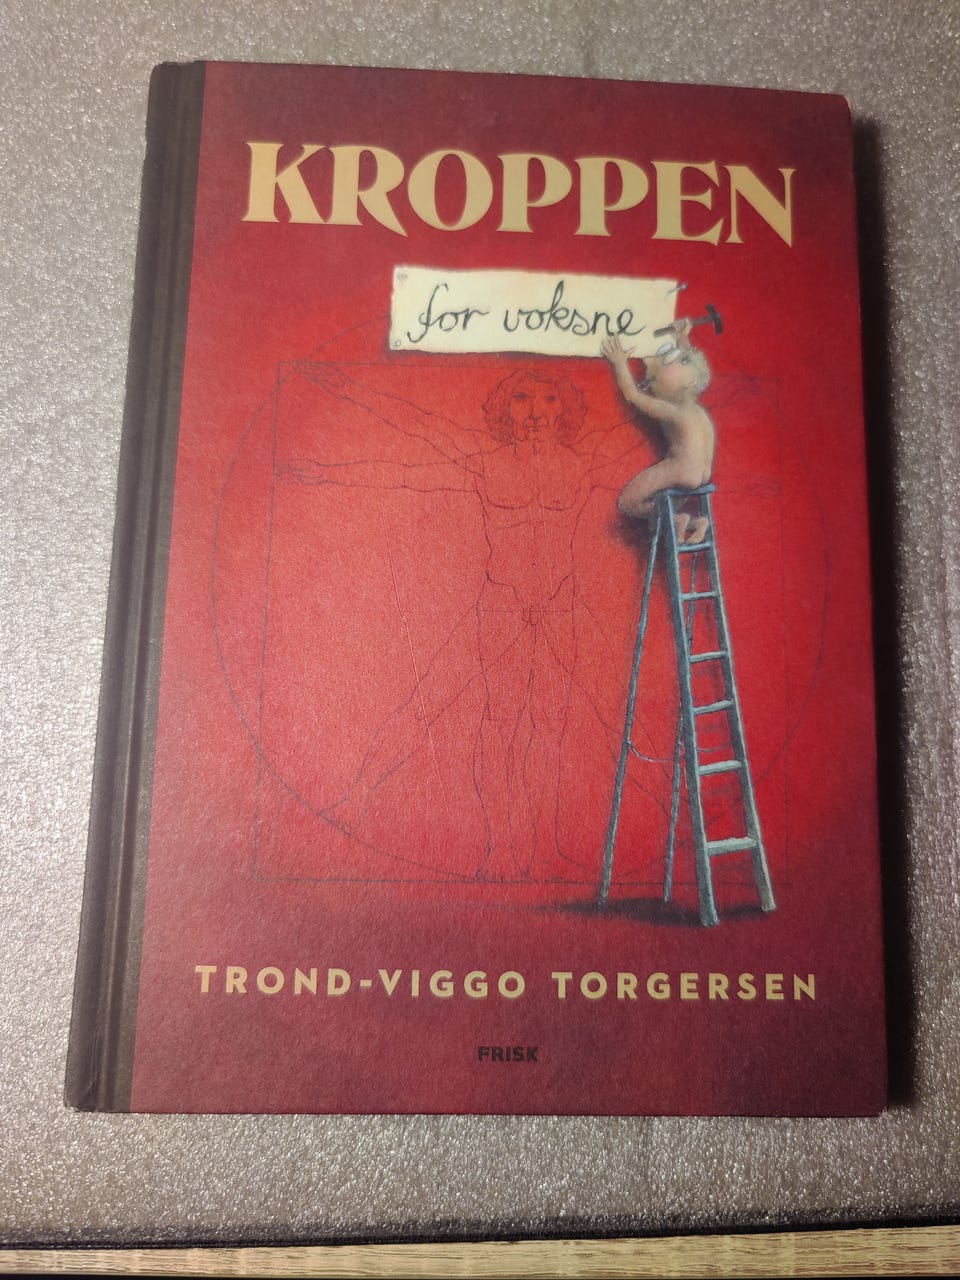 KROPPEN
for voksne
TROND-VIGGO TORGERSEN
FRISK